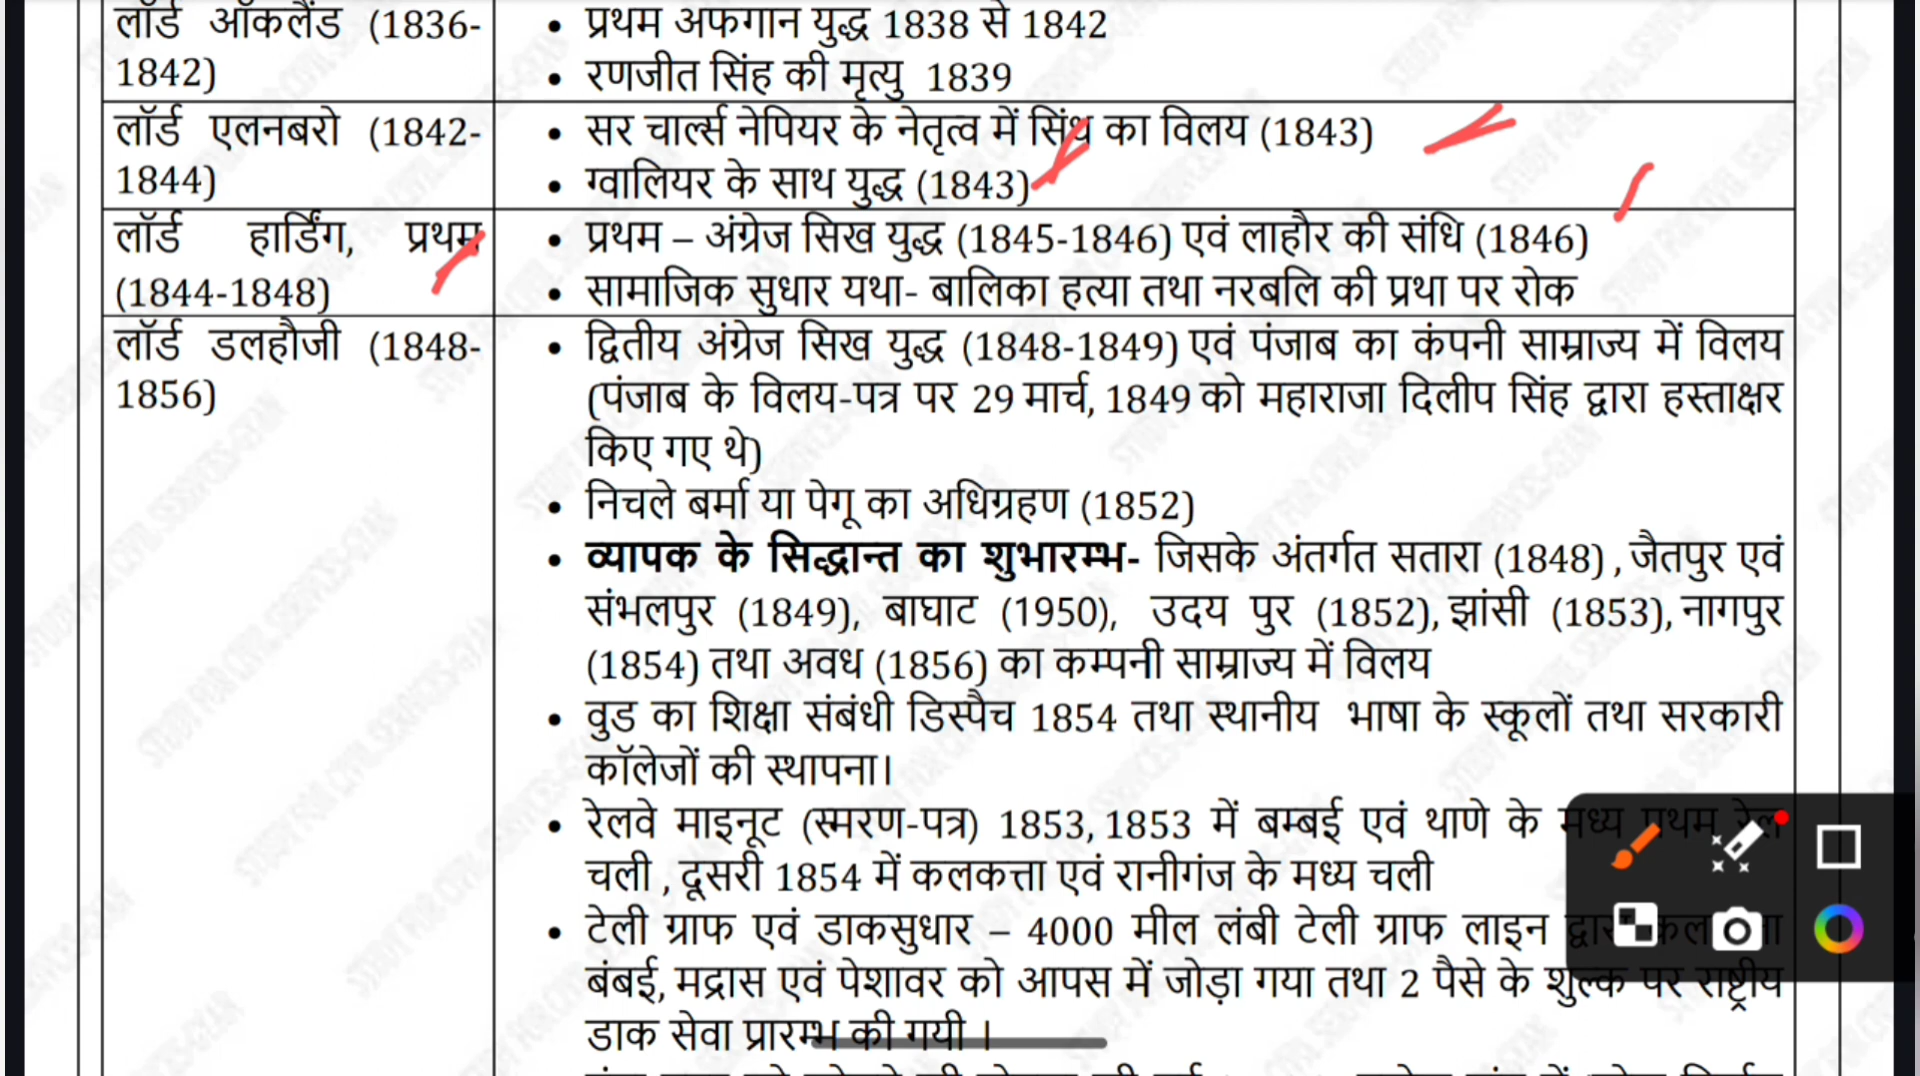 लॉर्ड ऑकलैंड (1836-
1842)
• प्रथम अफगान युद्ध 1838 से 1842
• रणजीत सिंह की मृत्यु 1839
लॉर्ड एलनबरो (1842-
1844)
• सर चार्ल्स नेपियर के नेतृत्व में सिंध का विलय (1843)
• ग्वालियर के साथ युद्ध (1843)
लॉर्ड हार्डिंग, प्रथम
(1844-1848)
• प्रथम – अंग्रेज सिख युद्ध (1845-1846) एवं लाहौर की संधि (1846)
• सामाजिक सुधार यथा- बालिका हत्या तथा नरबलि की प्रथा पर रोक
लॉर्ड डलहौजी (1848-
1856)
• द्वितीय अंग्रेज सिख युद्ध (1848-1849) एवं पंजाब का कंपनी साम्राज्य में विलय
(पंजाब के विलय-पत्र पर 29 मार्च, 1849 को महाराजा दिलीप सिंह द्वारा हस्ताक्षर
किए गए थे)
• निचले बर्मा या पेगू का अधिग्रहण (1852)
• व्यापक के सिद्धान्त का शुभारम्भ- जिसके अंतर्गत सतारा (1848) , जैतपुर एवं
संभलपुर (1849), बाघाट (1950), उदय पुर (1852), झांसी (1853), नागपुर
(1854) तथा अवध (1856) का कम्पनी साम्राज्य में विलय
• वुड का शिक्षा संबंधी डिस्पैच 1854 तथा स्थानीय भाषा के स्कूलों तथा सरकारी
कॉलेजों की स्थापना।
• रेलवे माइनूट (स्मरण-पत्र) 1853, 1853 में बम्बई एवं थाणे के मध्य प्रथम रेल
चली , दूसरी 1854 में कलकत्ता एवं रानीगंज के मध्य चली
• टेली ग्राफ एवं डाकसुधार – 4000 मील लंबी टेली ग्राफ लाइन द्वारा
बंबई, मद्रास एवं पेशावर को आपस में जोड़ा गया तथा 2 पैसे के शुल्क पर राष्ट्रीय
डाक सेवा प्रारम्भ की गयी ।